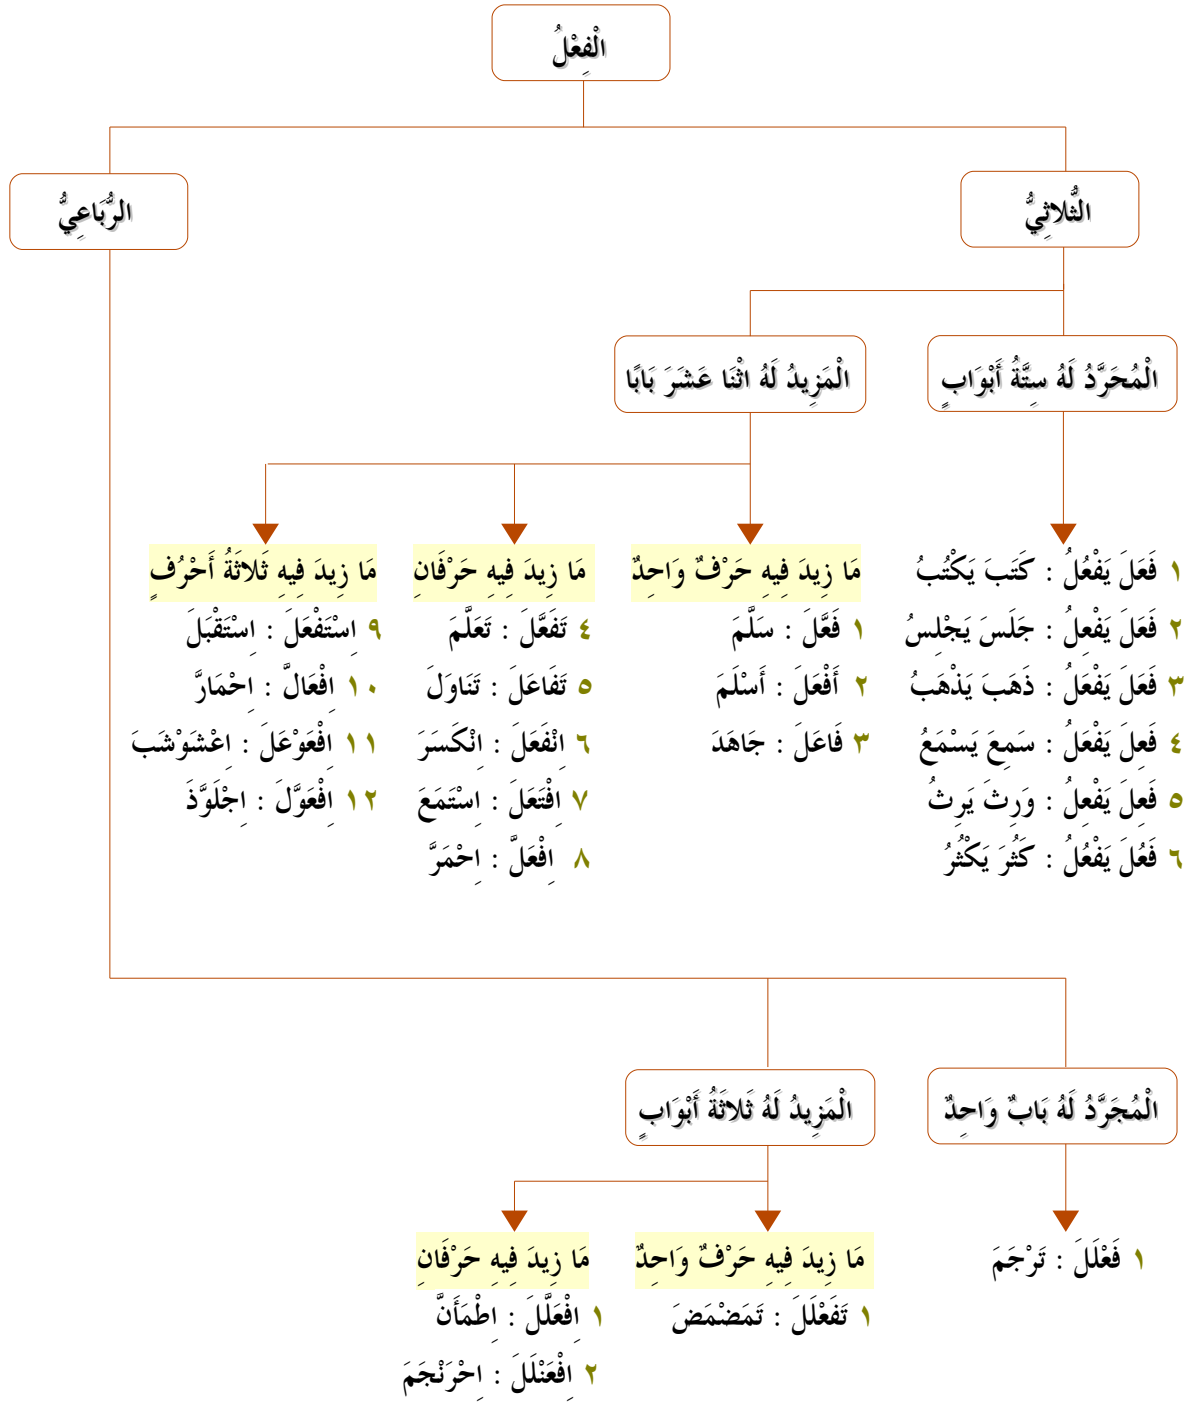 الْفِعْلُ
الثُّلاثِيُّ
الرُّبَاعِيُّ
الْمُجَرَّدُ لَهُ سِتَّةُ أَبْوَابٍ
الْمَزِيدُ لَهُ اثْنَا عَشَرَ بَابًا
١ فَعَلَ يَفْعُلُ : كَتَبَ يَكْتُبُ
٢ فَعَلَ يَفْعِلُ : جَلَسَ يَجْلِسُ
٣ فَعَلَ يَفْعَلُ : ذَهَبَ يَذْهَبُ
٤ فَعِلَ يَفْعَلُ : سَمِعَ يَسْمَعُ
٥ فَعِلَ يَفْعِلُ : وَرِثَ يَرِثُ
٦ فَعُلَ يَفْعُلُ : كَثُرَ يَكْثُرُ
مَا زِيدَ فِيهِ حَرْفٌ وَاحِدٌ
١ فَعَّلَ : سَلَّمَ
٢ أَفْعَلَ : أَسْلَمَ
٣ فَاعَلَ : جَاهَدَ
مَا زِيدَ فِيهِ حَرْفَانِ
٤ تَفَعَّلَ : تَعَلَّمَ
٥ تَفَاعَلَ : تَنَاوَلَ
٦ اِنْفَعَلَ : اِنْكَسَرَ
٧ اِفْتَعَلَ : اِسْتَمَعَ
٨ اِفْعَلَّ : اِحْمَرَّ
مَا زِيدَ فِيهِ ثَلاثَةُ أَحْرُفٍ
٩ اِسْتَفْعَلَ : اِسْتَقْبَلَ
١٠ اِفْعَالَّ : اِحْمَارَّ
١١ اِفْعَوْعَلَ : اِعْشَوْشَبَ
١٢ اِفْعَوَّلَ : اِجْلَوَّذَ
الْمُجَرَّدُ لَهُ بَابٌ وَاحِدٌ
الْمَزِيدُ لَهُ ثَلاثَةُ أَبْوَابٍ
١ فَعْلَلَ : تَرْجَمَ
مَا زِيدَ فِيهِ حَرْفٌ وَاحِدٌ
١ تَفَعْلَلَ : تَمَضْمَضَ
مَا زِيدَ فِيهِ حَرْفَانِ
١ اِفْعَلَّلَ : اِطْمَأَنَّ
٢ اِفْعَنْلَلَ : اِحْرَنْجَمَ